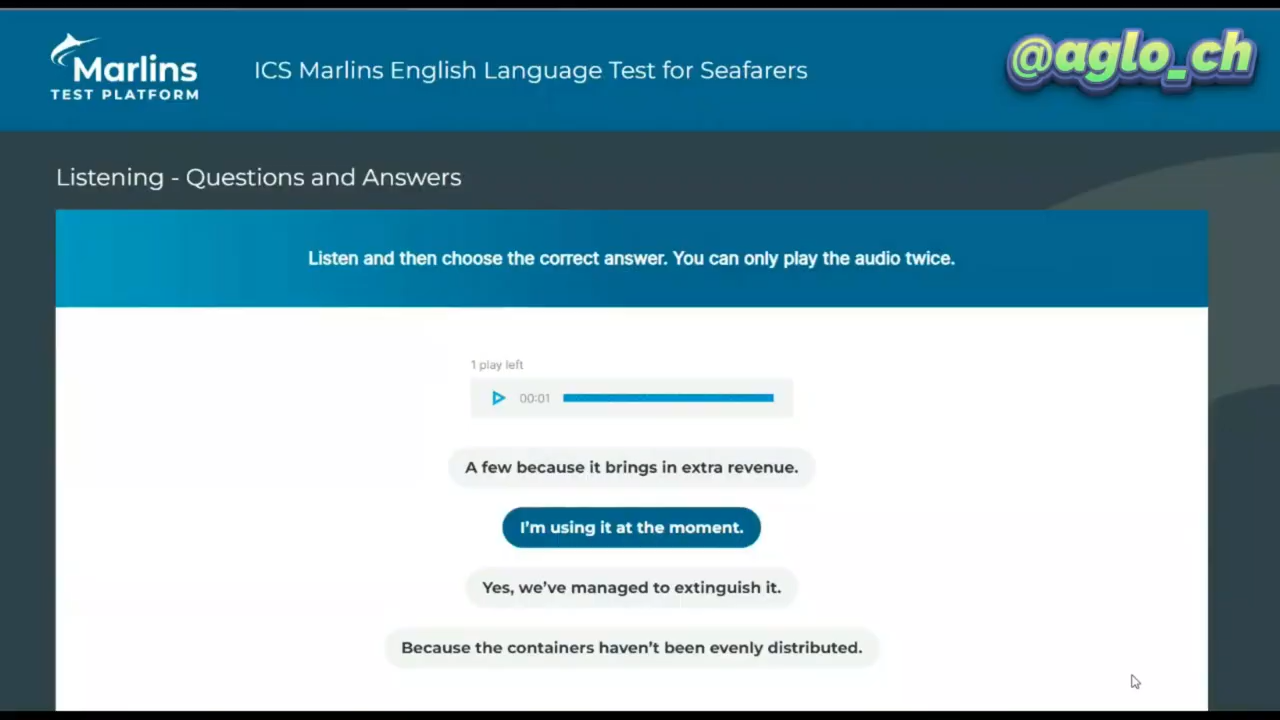 Marlins
TEST PLATFORM
ICS Marlins English Language Test for Seafarers
@aglo_ch
Listening - Questions and Answers
Listen and then choose the correct answer. You can only play the audio twice.
1 play left
00:01
A few because it brings in extra revenue.
I'm using it at the moment.
Yes, we've managed to extinguish it.
Because the containers haven't been evenly distributed.